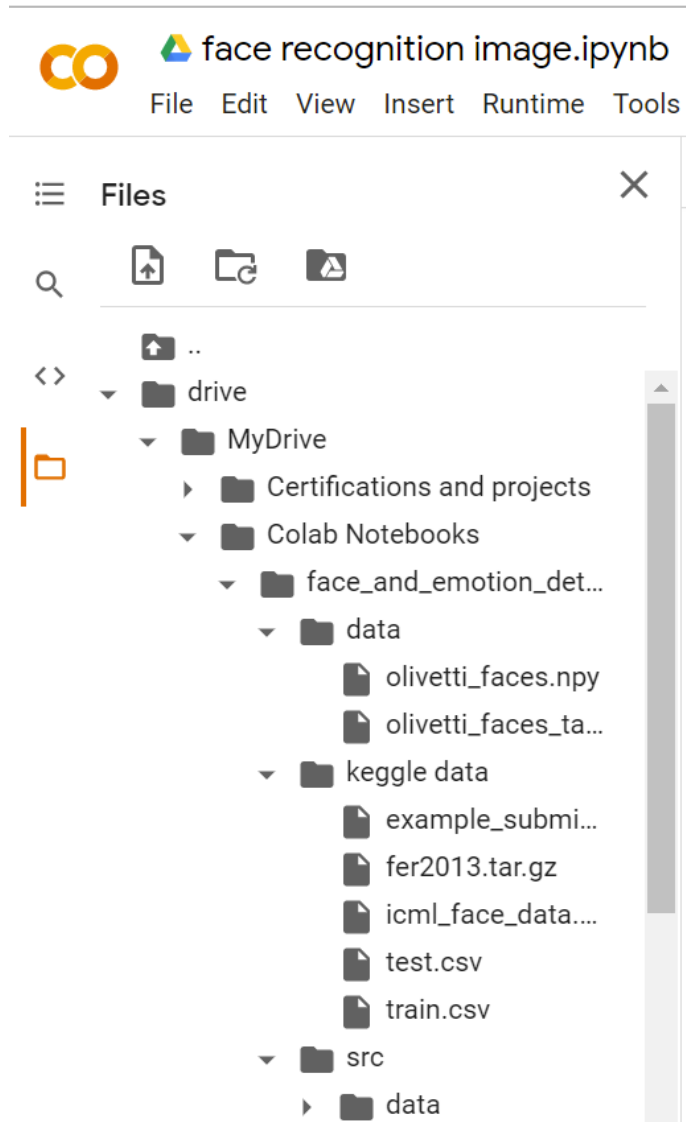 face recognition image.ipynb
File Edit View Insert Runtime Tools
Files
..
drive
MyDrive
Certifications and projects
Colab Notebooks
face_and_emotion_det...
data
olivetti_faces.npy
olivetti_faces_ta...
keggle data
example_submi...
fer2013.tar.gz
icml_face_data....
test.csv
train.csv
src
data